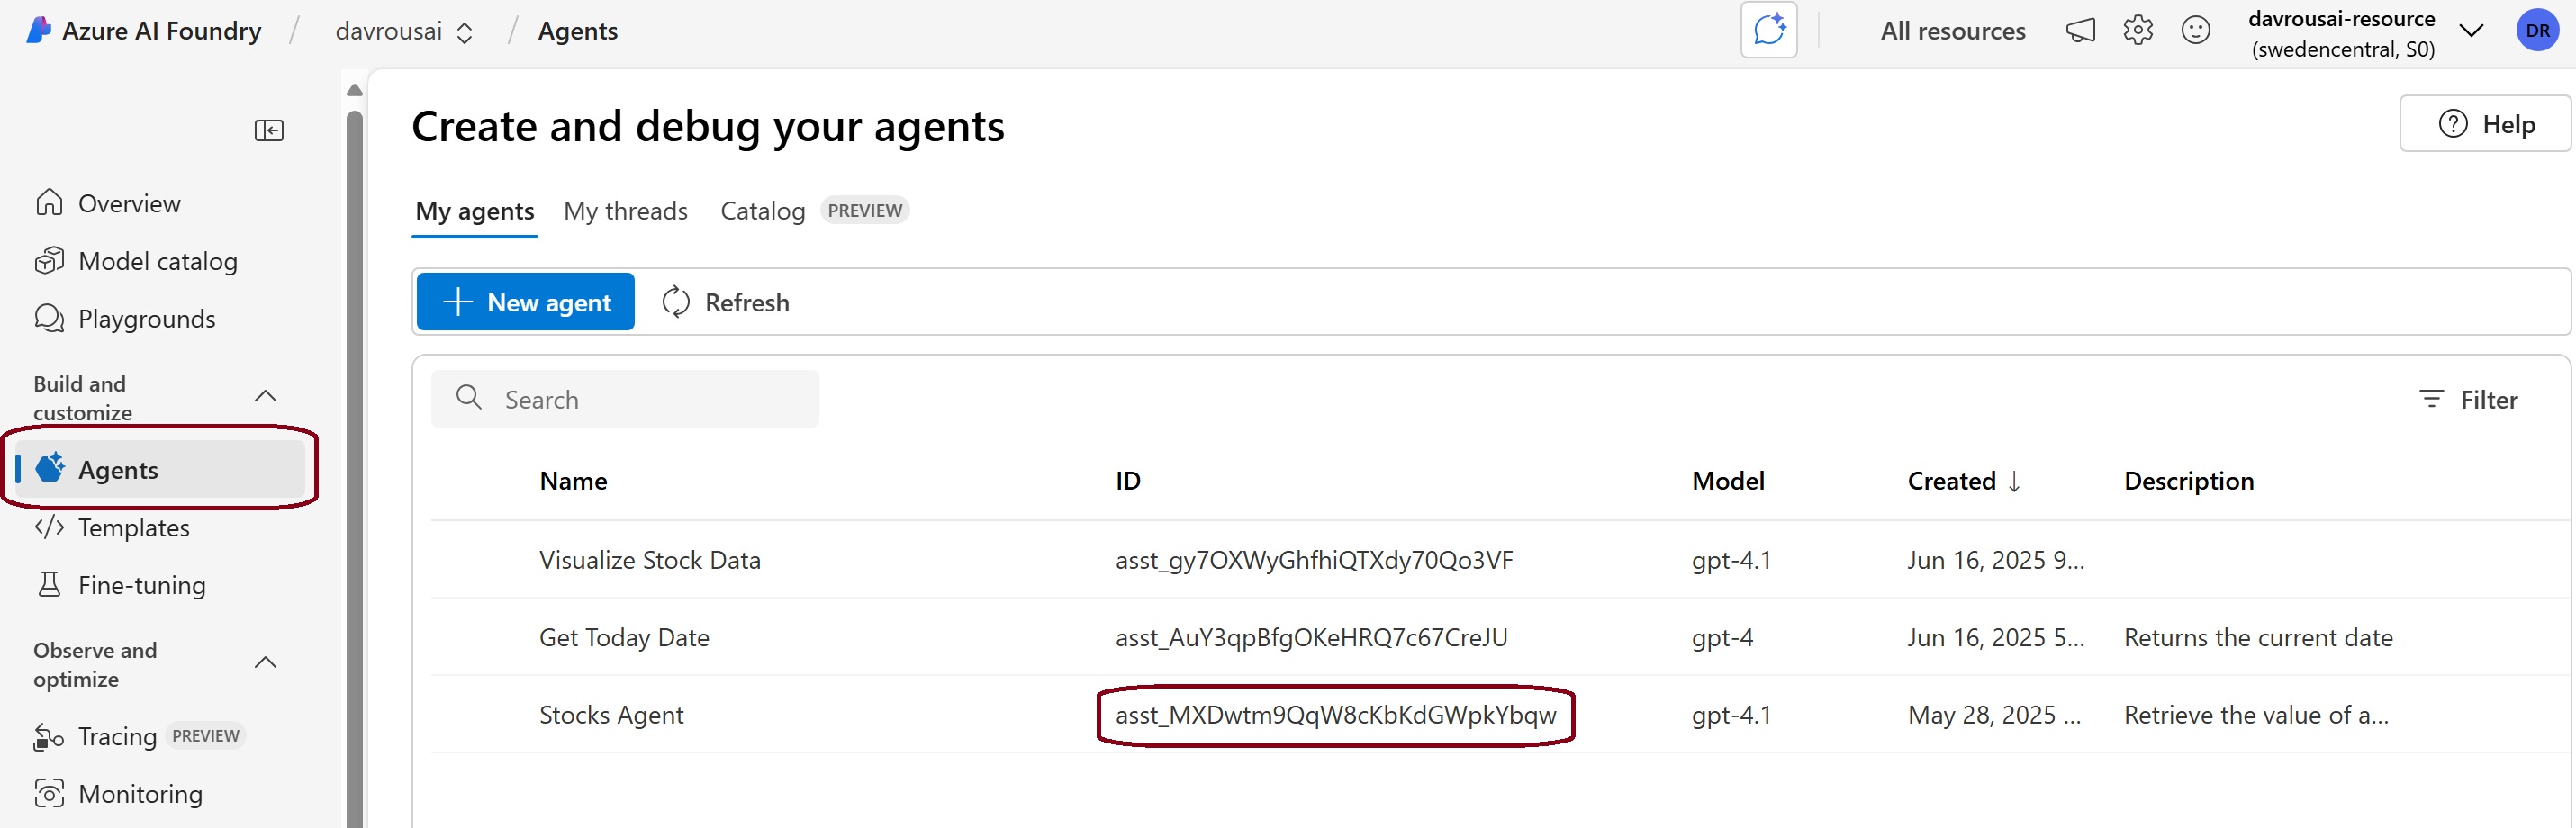 Azure AI Foundry / davrousai / Agents
All resources
davrousai-resource
(swedencentral, S0)
DR
Create and debug your agents
Help
Overview
Model catalog
Playgrounds
Build and
customize
Agents
Templates
Fine-tuning
Observe and
optimize
Tracing PREVIEW
Monitoring
My agents My threads Catalog PREVIEW
New agent Refresh
Search
Filter
Name ID Model Created ↓ Description
Visualize Stock Data asst_gy7OXWyGhfhiQTXdy70Qo3VF gpt-4.1 Jun 16, 2025 9...
Get Today Date asst_AuY3qpBfgOKeHRQ7c67CreJU gpt-4 Jun 16, 2025 5... Returns the current date
Stocks Agent asst_MXDwtm9QqW8cKbKdGWpkYbqw gpt-4.1 May 28, 2025 ... Retrieve the value of a...